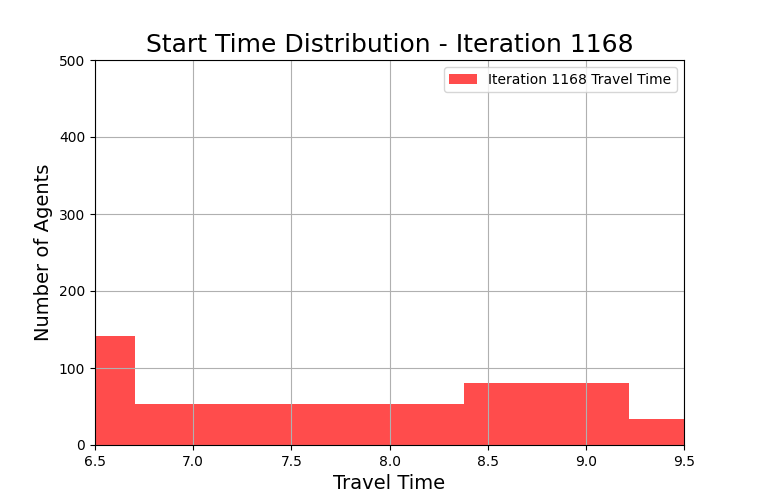 Start Time Distribution - Iteration 1168
Iteration 1168 Travel Time
Number of Agents
500
400
300
200
100
0
6.5 7.0 7.5 8.0 8.5 9.0 9.5
Travel Time